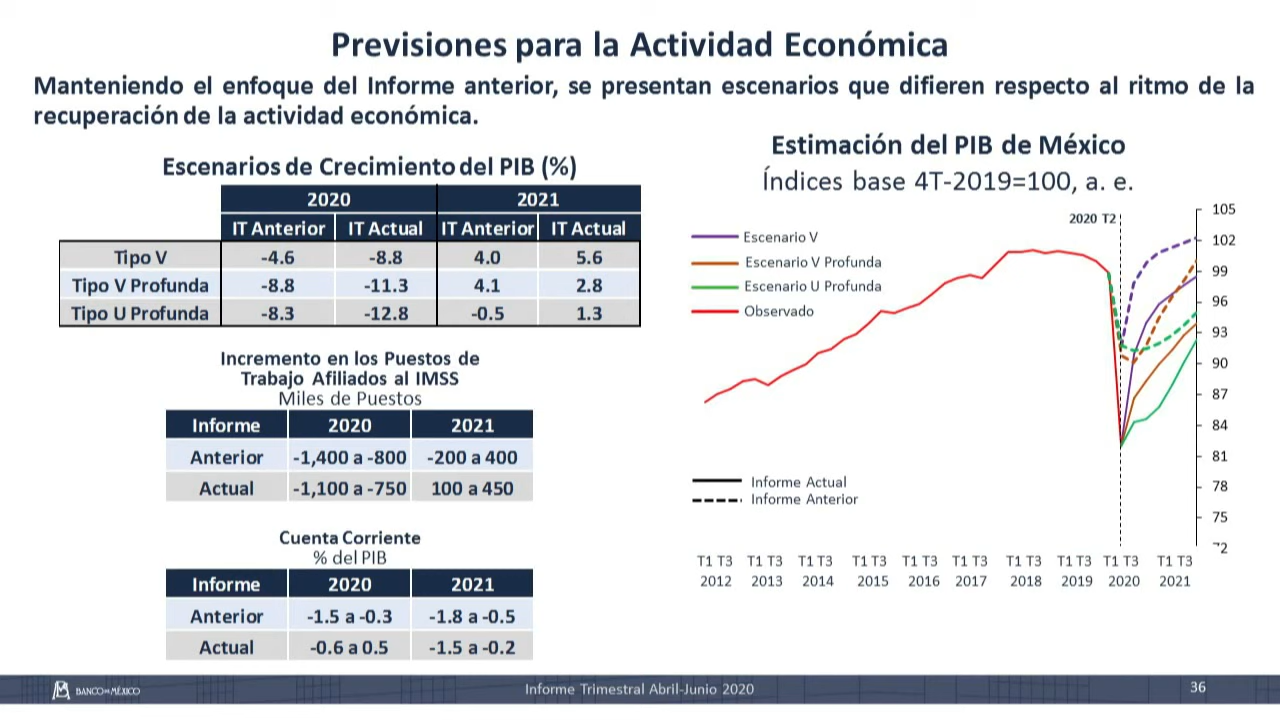 Previsiones para la Actividad Económica
Manteniendo el enfoque del Informe anterior, se presentan escenarios que difieren respecto al ritmo de la
recuperación de la actividad económica.
Escenarios de Crecimiento del PIB (%)
2020 2021
IT Anterior IT Actual IT Anterior IT Actual
Tipo V -4.6 -8.8 4.0 5.6
Tipo V Profunda -8.8 -11.3 4.1 2.8
Tipo U Profunda -8.3 -12.8 -0.5 1.3
Incremento en los Puestos de
Trabajo Afiliados al IMSS
Miles de Puestos
Informe 2020 2021
Anterior -1,400 a -800 -200 a 400
Actual -1,100 a -750 100 a 450
Cuenta Corriente
% del PIB
Informe 2020 2021
Anterior -1.5 a -0.3 -1.8 a -0.5
Actual -0.6 a 0.5 -1.5 a -0.2
Estimación del PIB de México
Índices base 4T-2019=100, a. e.
2020 T2
Escenario V
Escenario V Profunda
Escenario U Profunda
Observado
Informe Actual
Informe Anterior
105
102
99
96
93
90
87
84
81
78
75
72
T1 T3 T1 T3 T1 T3 T1 T3 T1 T3 T1 T3 T1 T3 T1 T3 T1 T3 T1 T3
2012 2013 2014 2015 2016 2017 2018 2019 2020 2021
BANCO DE MÉXICO
Informe Trimestral Abril-Junio 2020
36